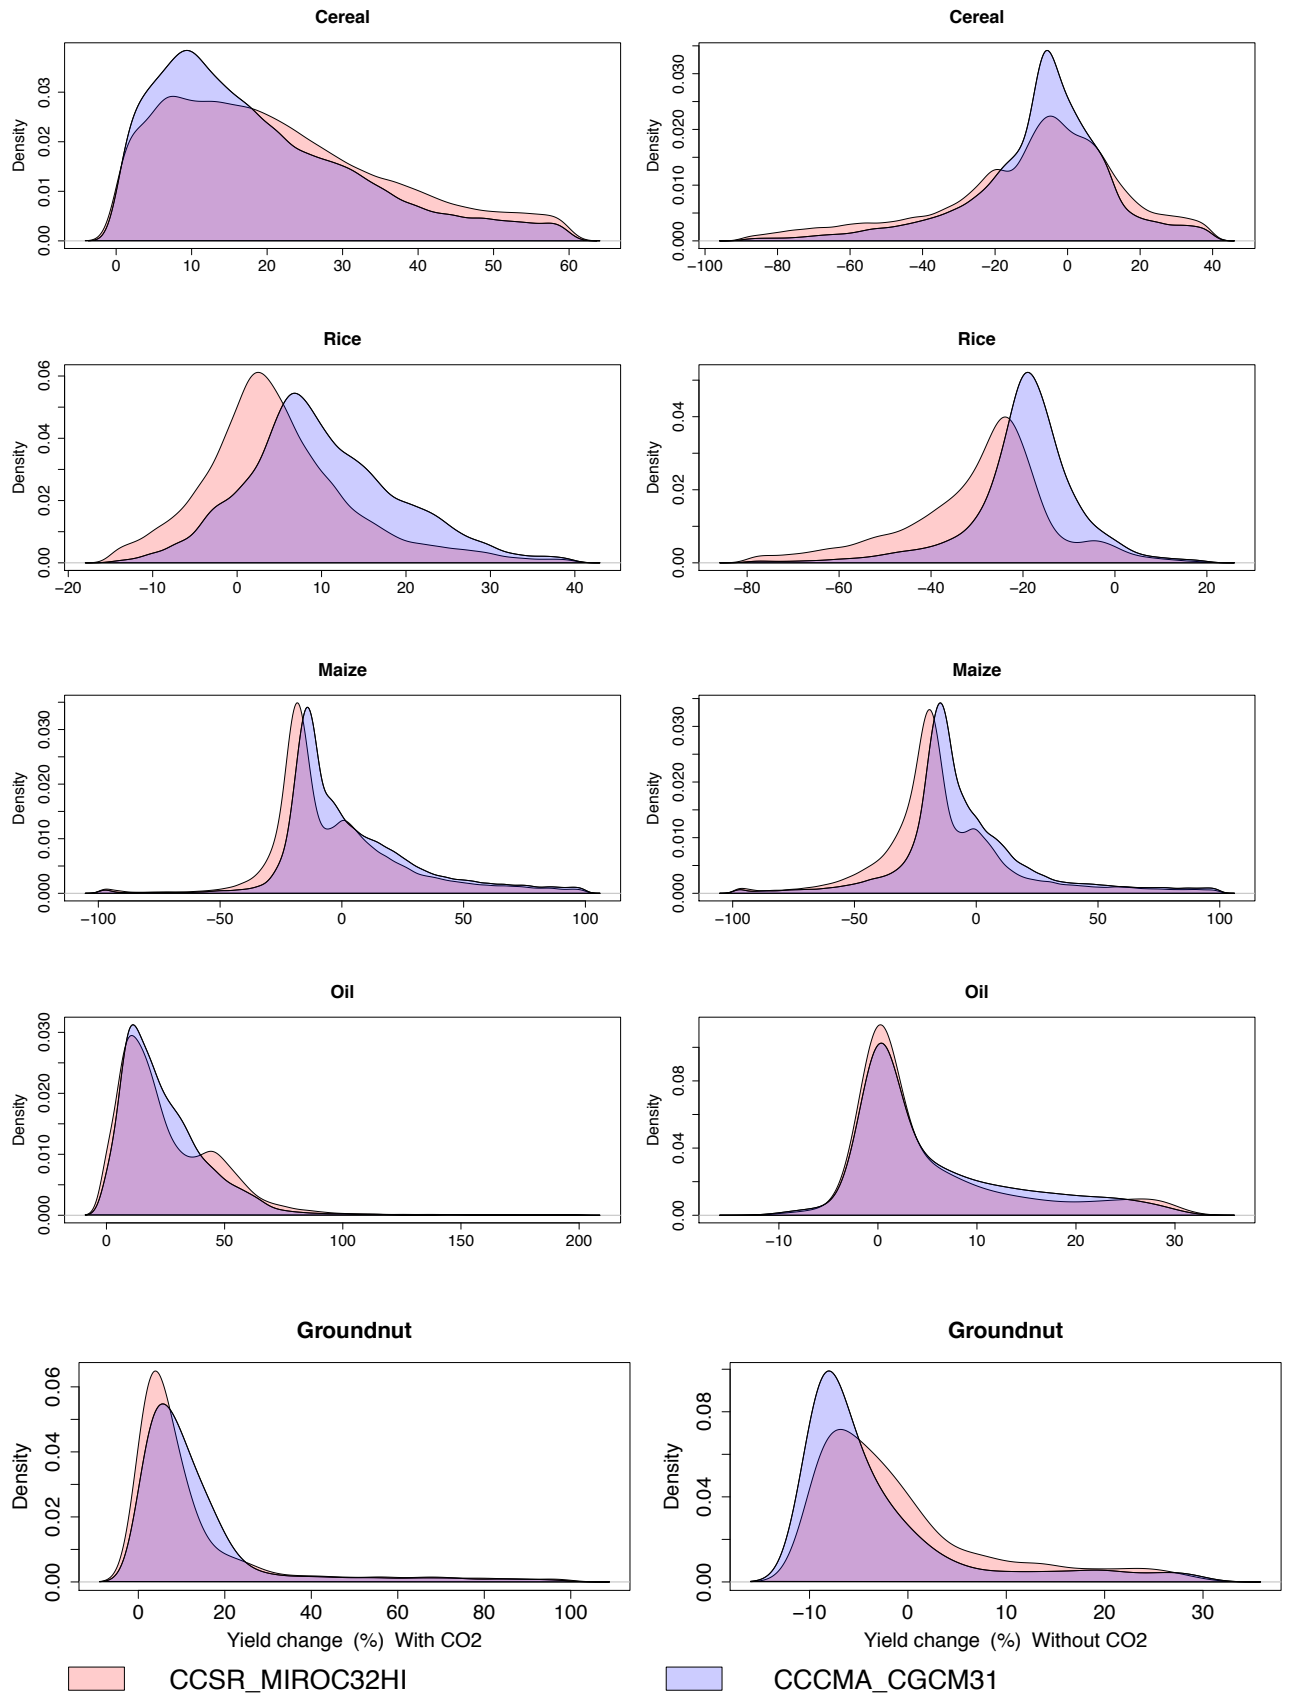 Cereal
Cereal
Density
0.00 0.01 0.02 0.03
0 10 20 30 40 50 60
Density
0.000 0.010 0.020 0.030
−100 −80 −60 −40 −20 0 20 40
Rice
Rice
Density
0.00 0.02 0.04 0.06
−20 −10 0 10 20 30 40
Density
0.00 0.02 0.04
−80 −60 −40 −20 0 20
Maize
Maize
Density
0.000 0.010 0.020 0.030
−100 −50 0 50 100
Density
0.000 0.010 0.020 0.030
−100 −50 0 50 100
Oil
Oil
Density
0.000 0.010 0.020 0.030
0 50 100 150 200
Density
0.00 0.04 0.08
−10 0 10 20 30
Groundnut
Groundnut
Density
0.00 0.02 0.04 0.06
0 20 40 60 80 100
Yield change (%) With CO2
Density
0.00 0.04 0.08
−10 0 10 20 30
Yield change (%) Without CO2
CCSR_MIROC32HI
CCCMA_CGCM31